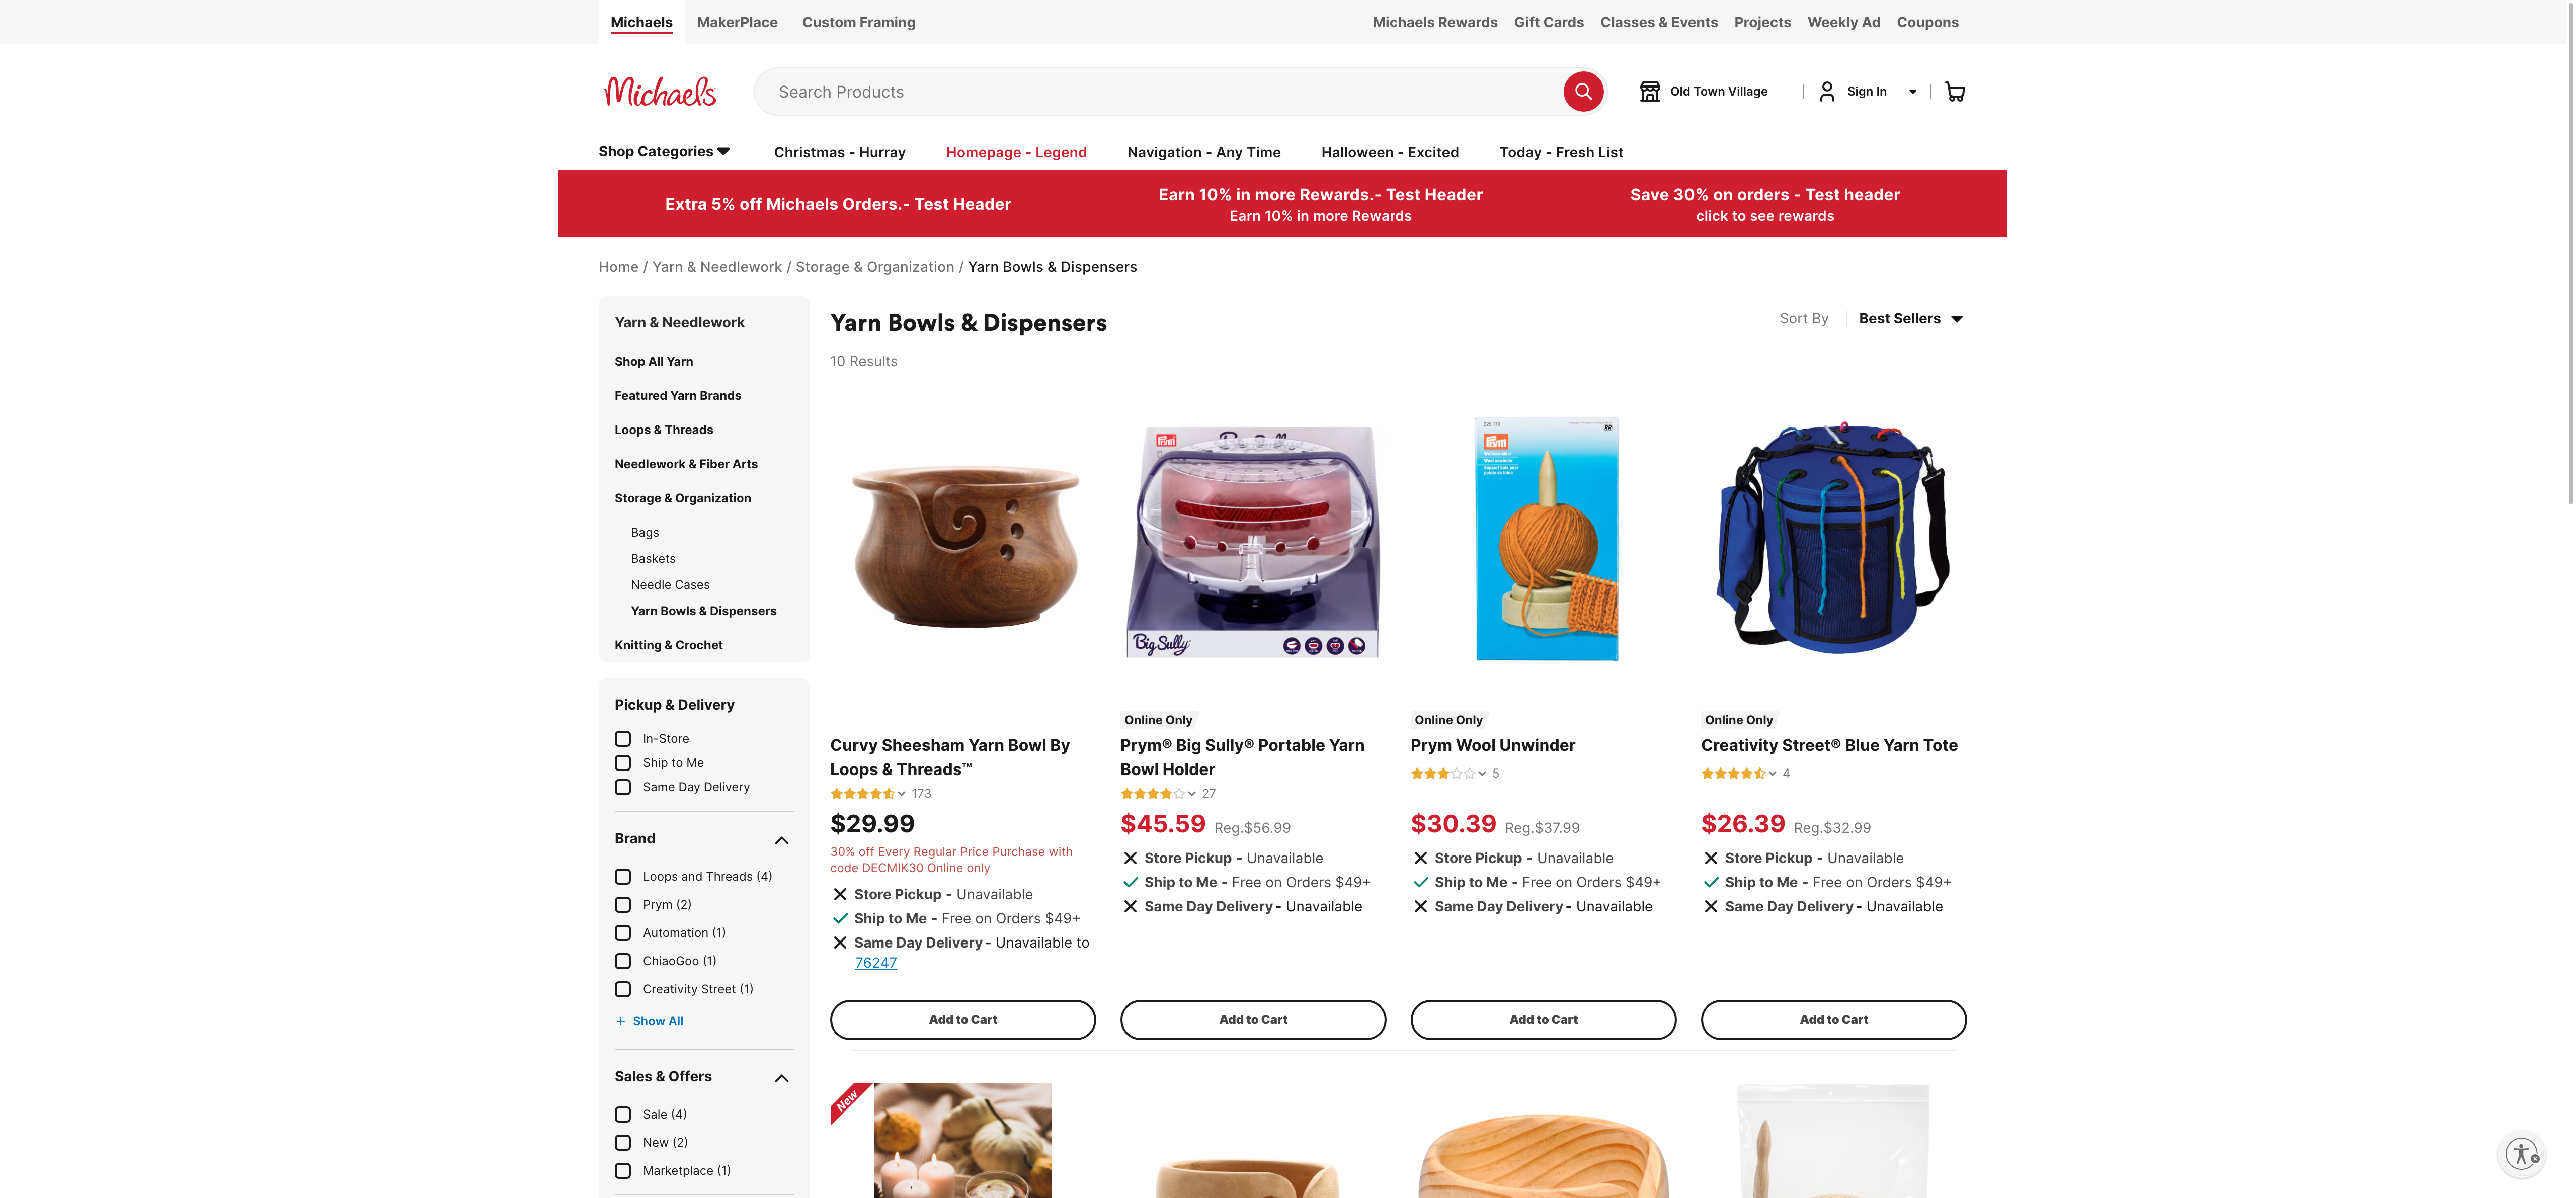 Michaels
MakerPlace
Custom Framing
Michaels Rewards
Gift Cards
Classes & Events
Projects
Weekly Ad
Coupons
Michaels
Search Products
Old Town Village
Sign In
Shop Categories
Christmas - Hurray
Homepage - Legend
Navigation - Any Time
Halloween - Excited
Today - Fresh List
Extra 5% off Michaels Orders.- Test Header
Earn 10% in more Rewards.- Test Header
Earn 10% in more Rewards
Save 30% on orders - Test header
click to see rewards
Home / Yarn & Needlework / Storage & Organization / Yarn Bowls & Dispensers
Yarn & Needlework
Shop All Yarn
Featured Yarn Brands
Loops & Threads
Needlework & Fiber Arts
Storage & Organization
Bags
Baskets
Needle Cases
Yarn Bowls & Dispensers
Knitting & Crochet
Pickup & Delivery
In-Store
Ship to Me
Same Day Delivery
Brand
Loops and Threads (4)
Prym (2)
Automation (1)
ChiaoGoo (1)
Creativity Street (1)
+ Show All
Sales & Offers
Sale (4)
New (2)
Marketplace (1)
Yarn Bowls & Dispensers
10 Results
Sort By
Best Sellers
Curvy Sheesham Yarn Bowl By
Loops & Threads™
173
$29.99
30% off Every Regular Price Purchase with
code DECMIK30 Online only
Store Pickup - Unavailable
Ship to Me - Free on Orders $49+
Same Day Delivery - Unavailable to
76247
Add to Cart
Prym
Big Sully
Online Only
Prym® Big Sully® Portable Yarn
Bowl Holder
27
$45.59 Reg.$56.99
Store Pickup - Unavailable
Ship to Me - Free on Orders $49+
Same Day Delivery - Unavailable
Add to Cart
Prym
Online Only
Prym Wool Unwinder
5
$30.39 Reg.$37.99
Store Pickup - Unavailable
Ship to Me - Free on Orders $49+
Same Day Delivery - Unavailable
Add to Cart
Online Only
Creativity Street® Blue Yarn Tote
4
$26.39 Reg.$32.99
Store Pickup - Unavailable
Ship to Me - Free on Orders $49+
Same Day Delivery - Unavailable
Add to Cart
New